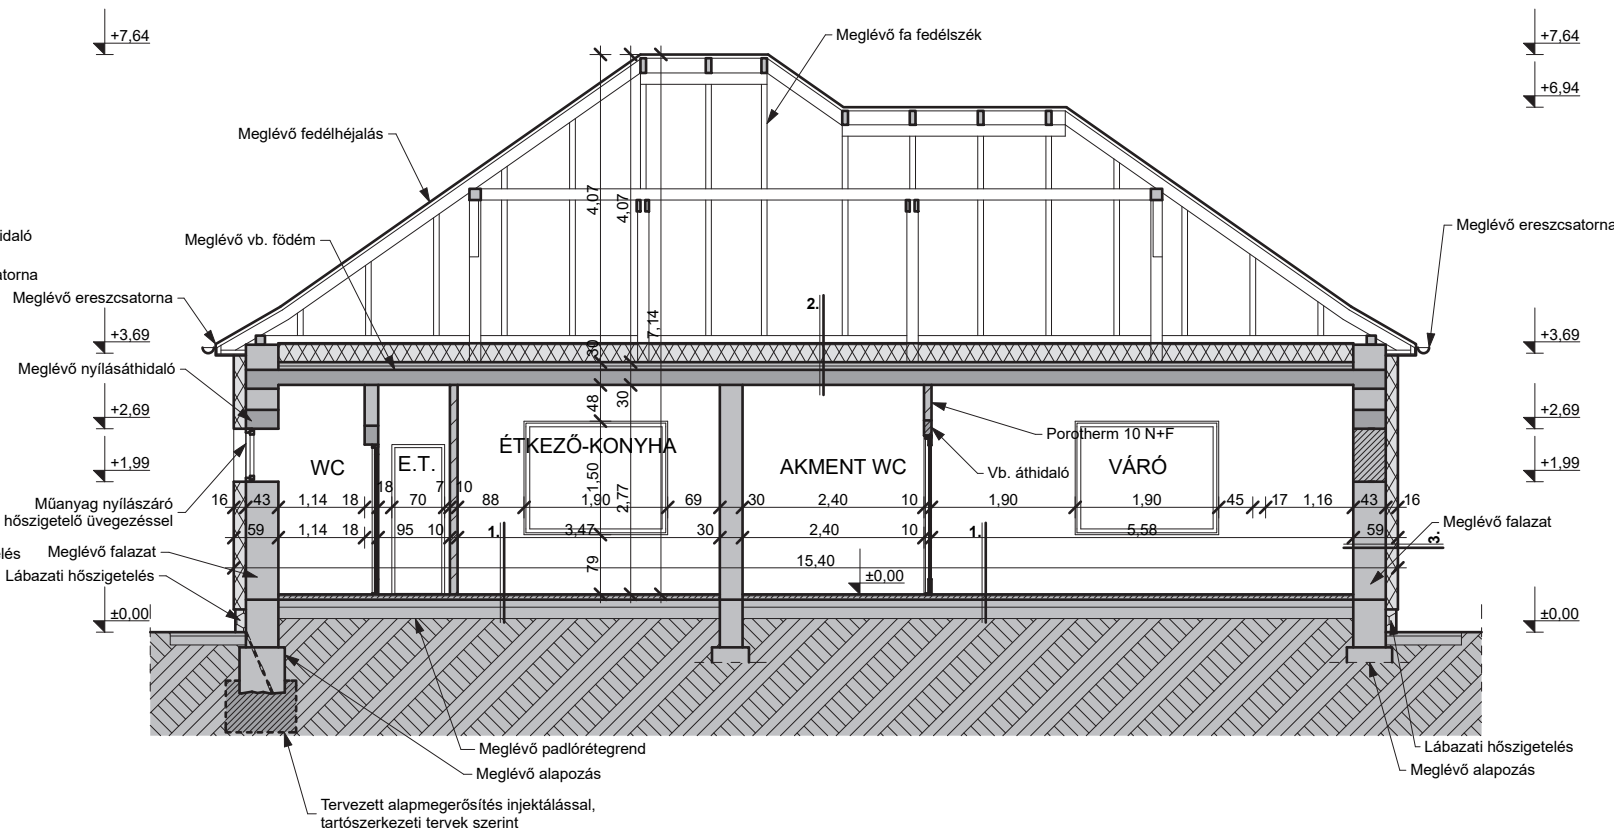 +7,64
Meglévő fa fedélszék
+7,64
+6,94
Meglévő fedélhéjalás
4,07
4,07
Meglévő ereszcsatorna
idaló
Meglévő vb. födém
atorna
Meglévő ereszcsatorna
2.
7,14
+3,69
+3,69
30
Meglévő nyílásáthidaló
48
30
+2,69
+2,69
Porotherm 10 N+F
ÉTKEZŐ-KONYHA
+1,99
WC
E.T.
AKMENT WC
Vb. áthidaló
VÁRÓ
+1,99
1,50
2,77
Műanyag nyílászáró
hőszigetelő üvegezéssel
16 43 1,14 18 18 70 7 10 88 1,90 69 30 2,40 10 1,90 1,90 45 17 1,16 43 16
Meglévő falazat
59 1,14 18 95 10 1. 3,47 30 2,40 10 1. 5,58 59 3.
elés
Meglévő falazat
79
15,40
Lábazati hőszigetelés
±0,00
±0,00
±0,00
Meglévő padlórétegrend
Lábazati hőszigetelés
Meglévő alapozás
Meglévő alapozás
Tervezett alapmegerősítés injektálással,
tartószerkezeti tervek szerint